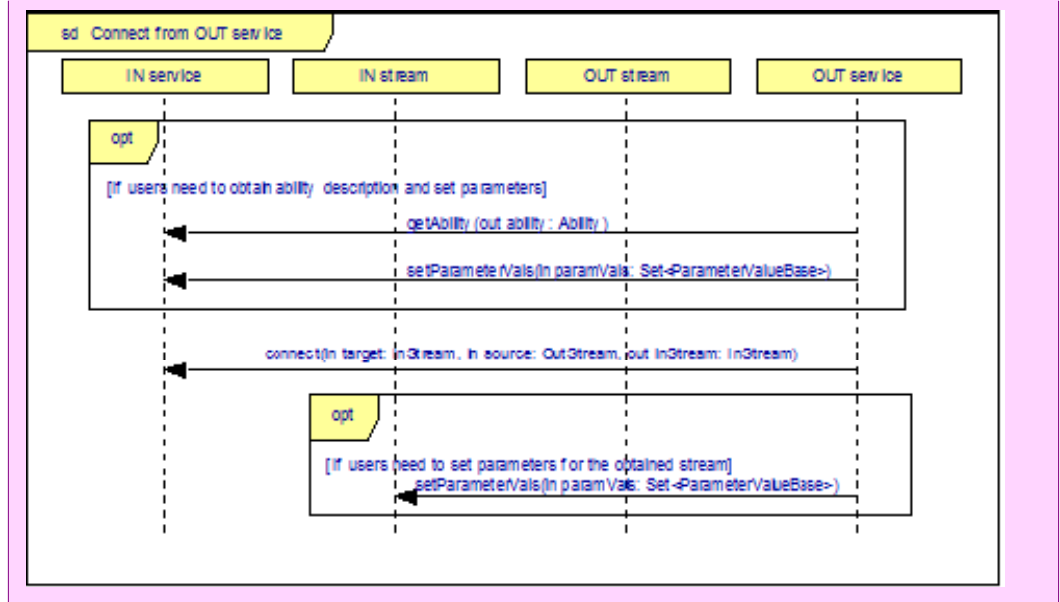 sd Connect from OUT service
IN service
IN stream
OUT stream
OUT service
opt
[If users need to obtain ability description and set parameters]
getAbility (out ability : Ability )
setParameterVals(in paramVals: Set<ParameterValueBase>)
connect(in target: InStream, in source: OutStream, out inStream: InStream)
opt
[If users need to set parameters for the obtained stream]
setParameterVals(in paramVals: Set<ParameterValueBase>)